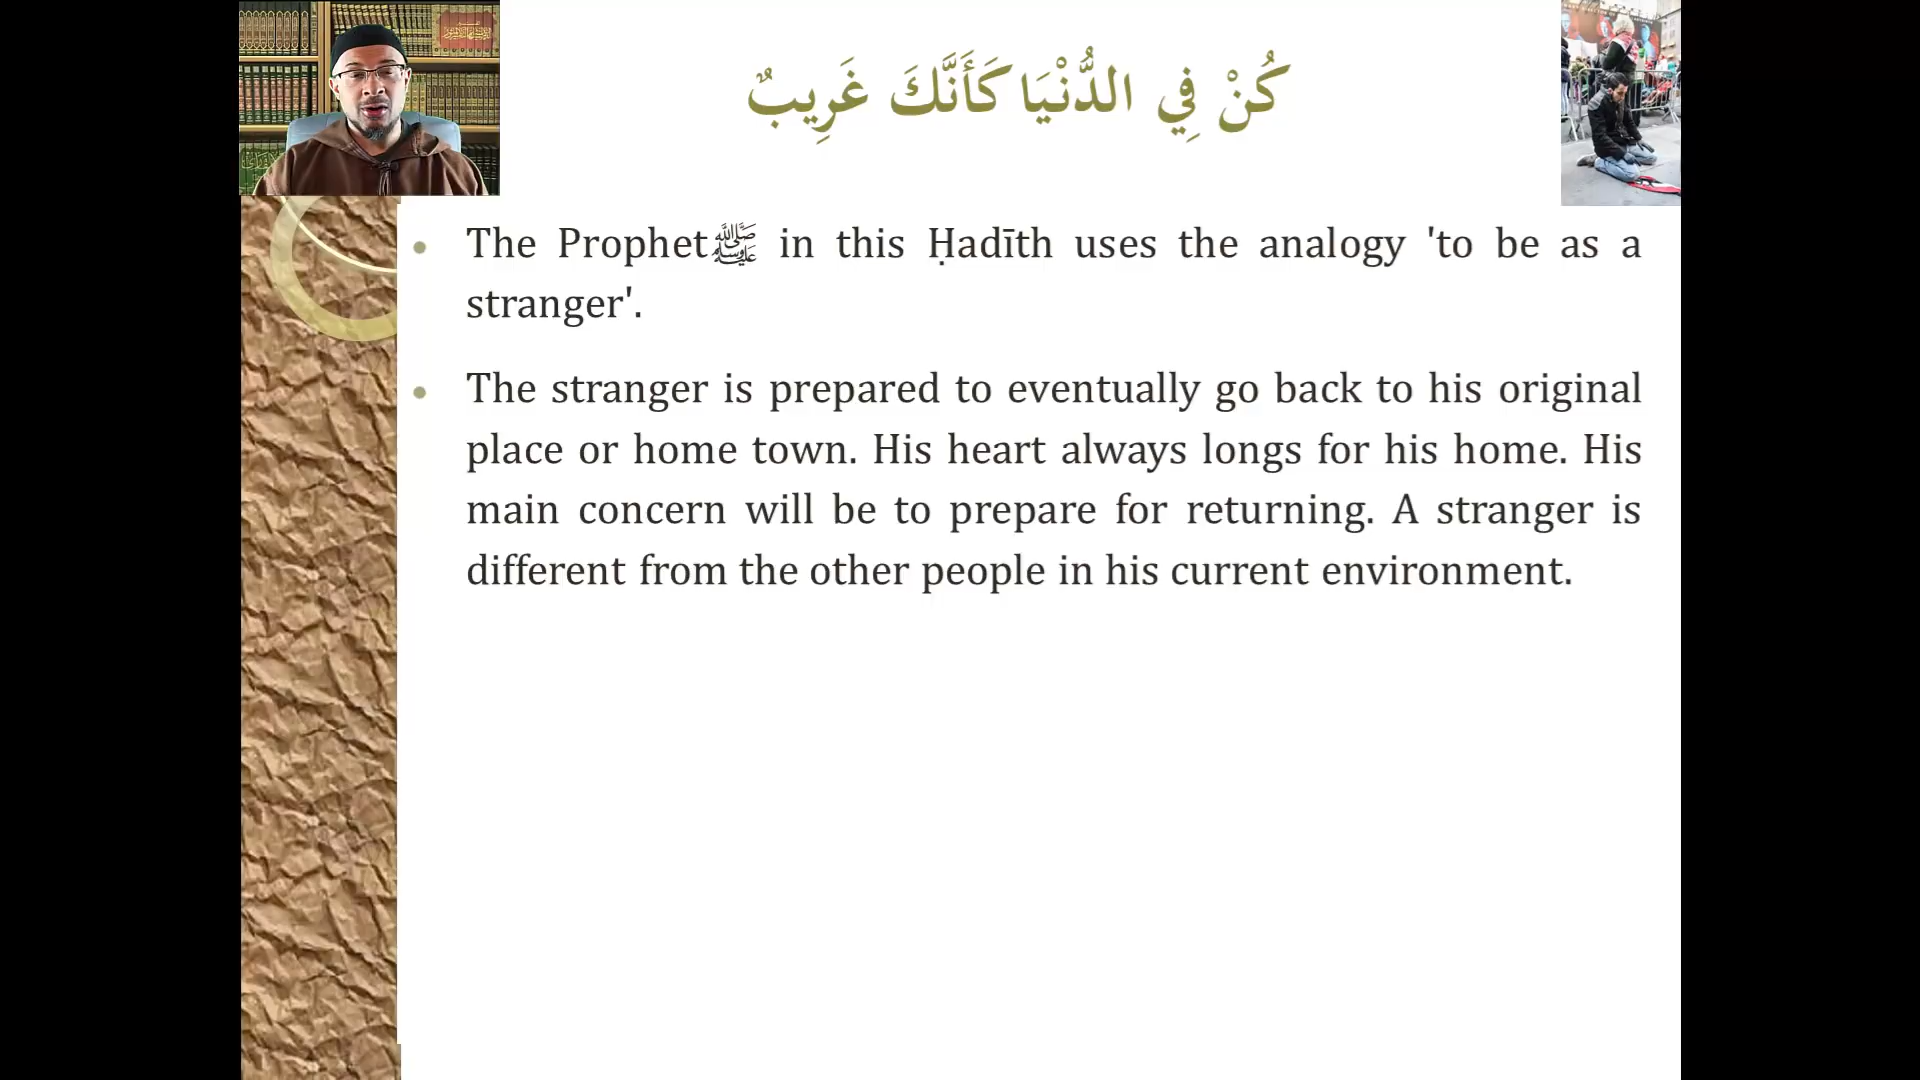 كُنْ فِي الدُّنْيَا كَأَنَّكَ غَرِيبٌ
• The Prophetﷺ in this Ḥadīth uses the analogy 'to be as a
stranger'.
• The stranger is prepared to eventually go back to his original
place or home town. His heart always longs for his home. His
main concern will be to prepare for returning. A stranger is
different from the other people in his current environment.